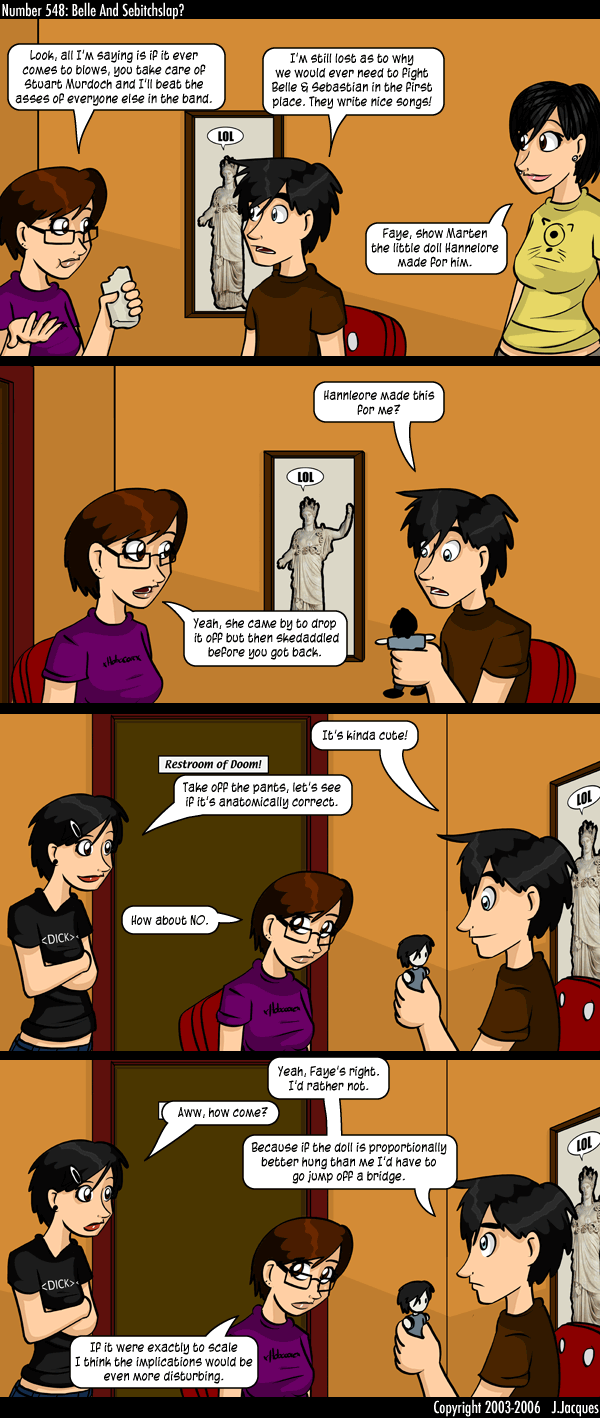 Number 548: Belle And Sebitchslap?
Look, all I'm saying is if it ever
comes to blows, you take care of
Stuart Murdoch and I'll beat the
asses of everyone else in the band.
I'm still lost as to why
we would ever need to fight
Belle & Sebastian in the first
place. They write nice songs!
LOL
Faye, show Marten
the little doll Hannelore
made for him.
Hannleore made this
for me?
LOL
Yeah, she came by to drop
it off but then skedaddled
before you got back.
It's kinda cute!
Restroom of Doom!
Take off the pants, let's see
if it's anatomically correct.
LOL
<DICK>
How about NO.
Yeah, Faye's right.
I'd rather not.
Aww, how come?
Because if the doll is proportionally
better hung than me I'd have to
go jump off a bridge.
LOL
<DICK>
If it were exactly to scale
I think the implications would be
even more disturbing.
Copyright 2003-2006 J.Jacques